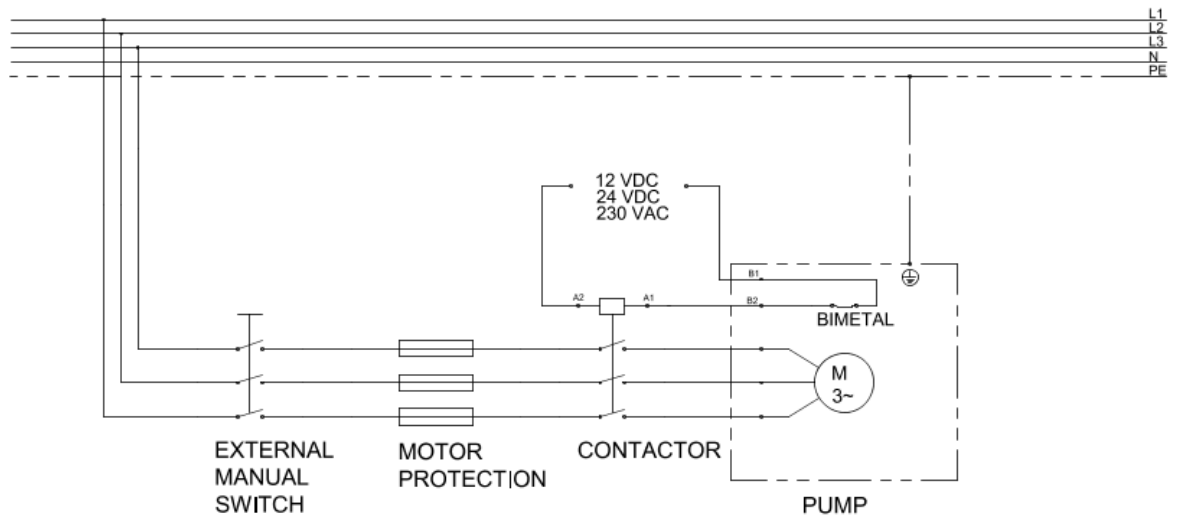 L1
L2
L3
N
PE
12 VDC
24 VDC
230 VAC
B1
A2
A1
B2
BIMETAL
M
3~
EXTERNAL
MANUAL
SWITCH
MOTOR
PROTECTION
CONTACTOR
PUMP